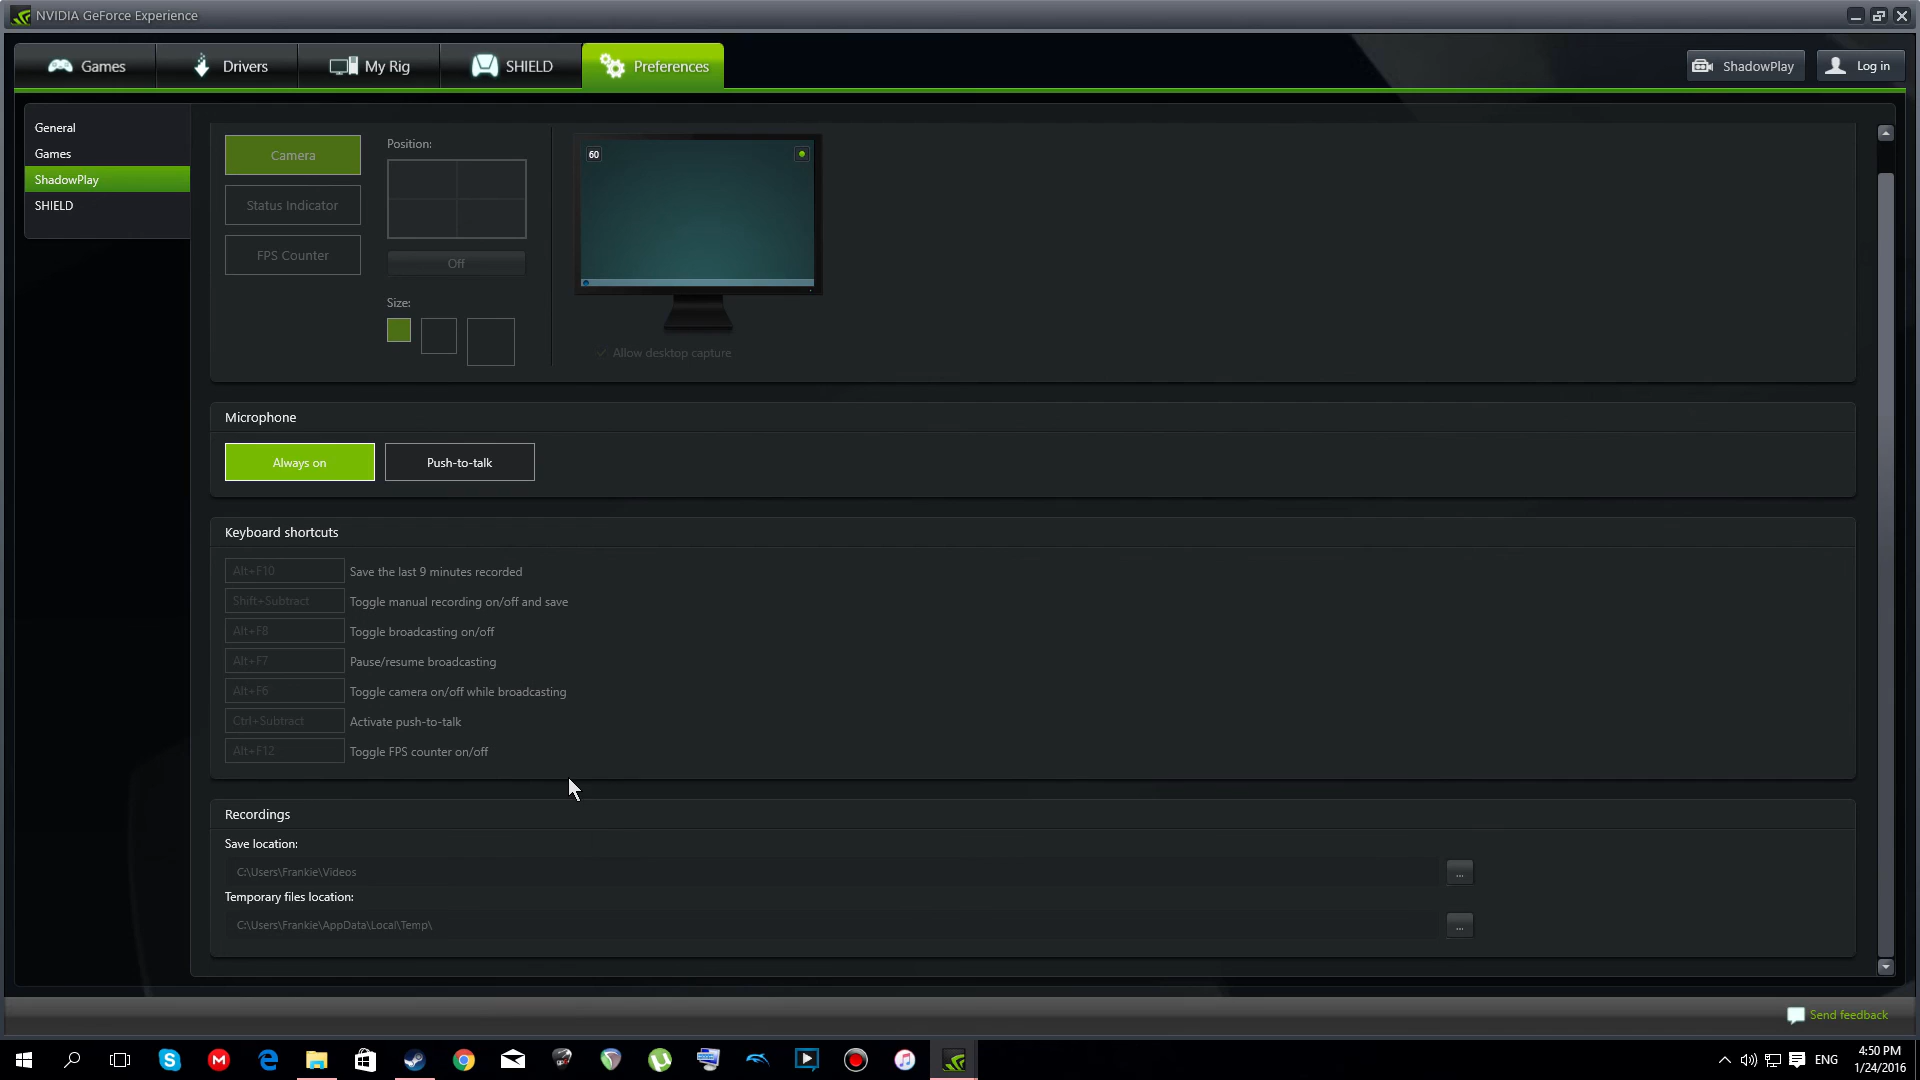 NVIDIA GeForce Experience
Games
Drivers
My Rig
SHIELD
Preferences
ShadowPlay
Log in
General
Games
ShadowPlay
SHIELD
Camera
Status Indicator
FPS Counter
Position:
Off
Size:
60
Allow desktop capture
Microphone
Always on
Push-to-talk
Keyboard shortcuts
Alt+F10 Save the last 9 minutes recorded
Shift+Subtract Toggle manual recording on/off and save
Alt+F8 Toggle broadcasting on/off
Alt+F7 Pause/resume broadcasting
Alt+F6 Toggle camera on/off while broadcasting
Ctrl+Subtract Activate push-to-talk
Alt+F12 Toggle FPS counter on/off
Recordings
Save location:
C:\Users\Frankie\Videos ...
Temporary files location:
C:\Users\Frankie\AppData\Local\Temp\ ...
Send feedback
ENG
4:50 PM
1/24/2016